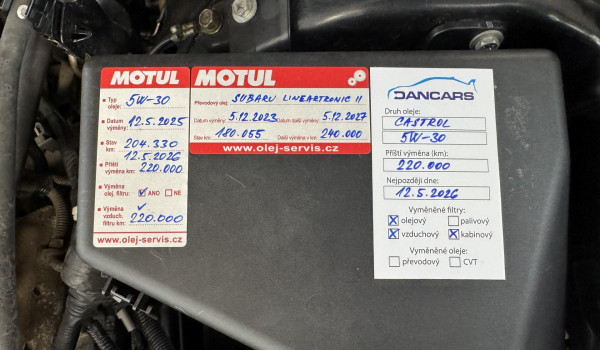 MOTUL
Typ oleje: 5W-30
Datum výměny: 12.5.2025
Stav km: 204.330
12.5.2026
Příští výměna km: 220.000
Výměna olej. filtru: ANO NE
Výměna vzduch. filtru km: 220.000
www.olej-servis.cz
MOTUL
Převodový olej: SUBARU LINEARTRONIC II
Datum výměny: 5.12.2023 Datum další výměny: 5.12.2027
Stav km: 180.055 Další výměna v km: 240.000
www.olej-servis.cz
DANCARS
Druh oleje:
CASTROL
5W-30
Příští výměna (km):
220.000
Nejpozději dne:
12.5.2026
Vyměněné filtry:
olejový palivový
vzduchový kabinový
Vyměněné oleje:
převodový CVT